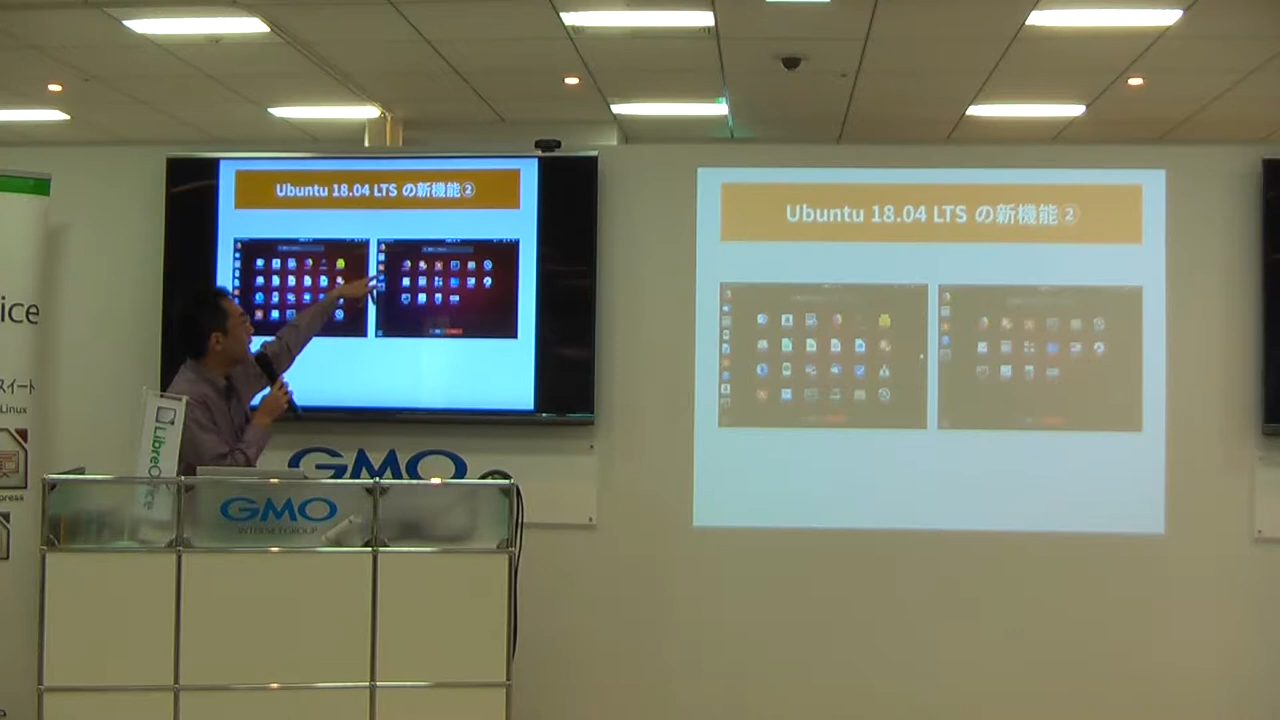 Ubuntu 18.04 LTS の新機能②
Ubuntu 18.04 LTS の新機能②
ice
スイート
Linux
press
LibreOffice
GMO
GMO
INTERNET GROUP